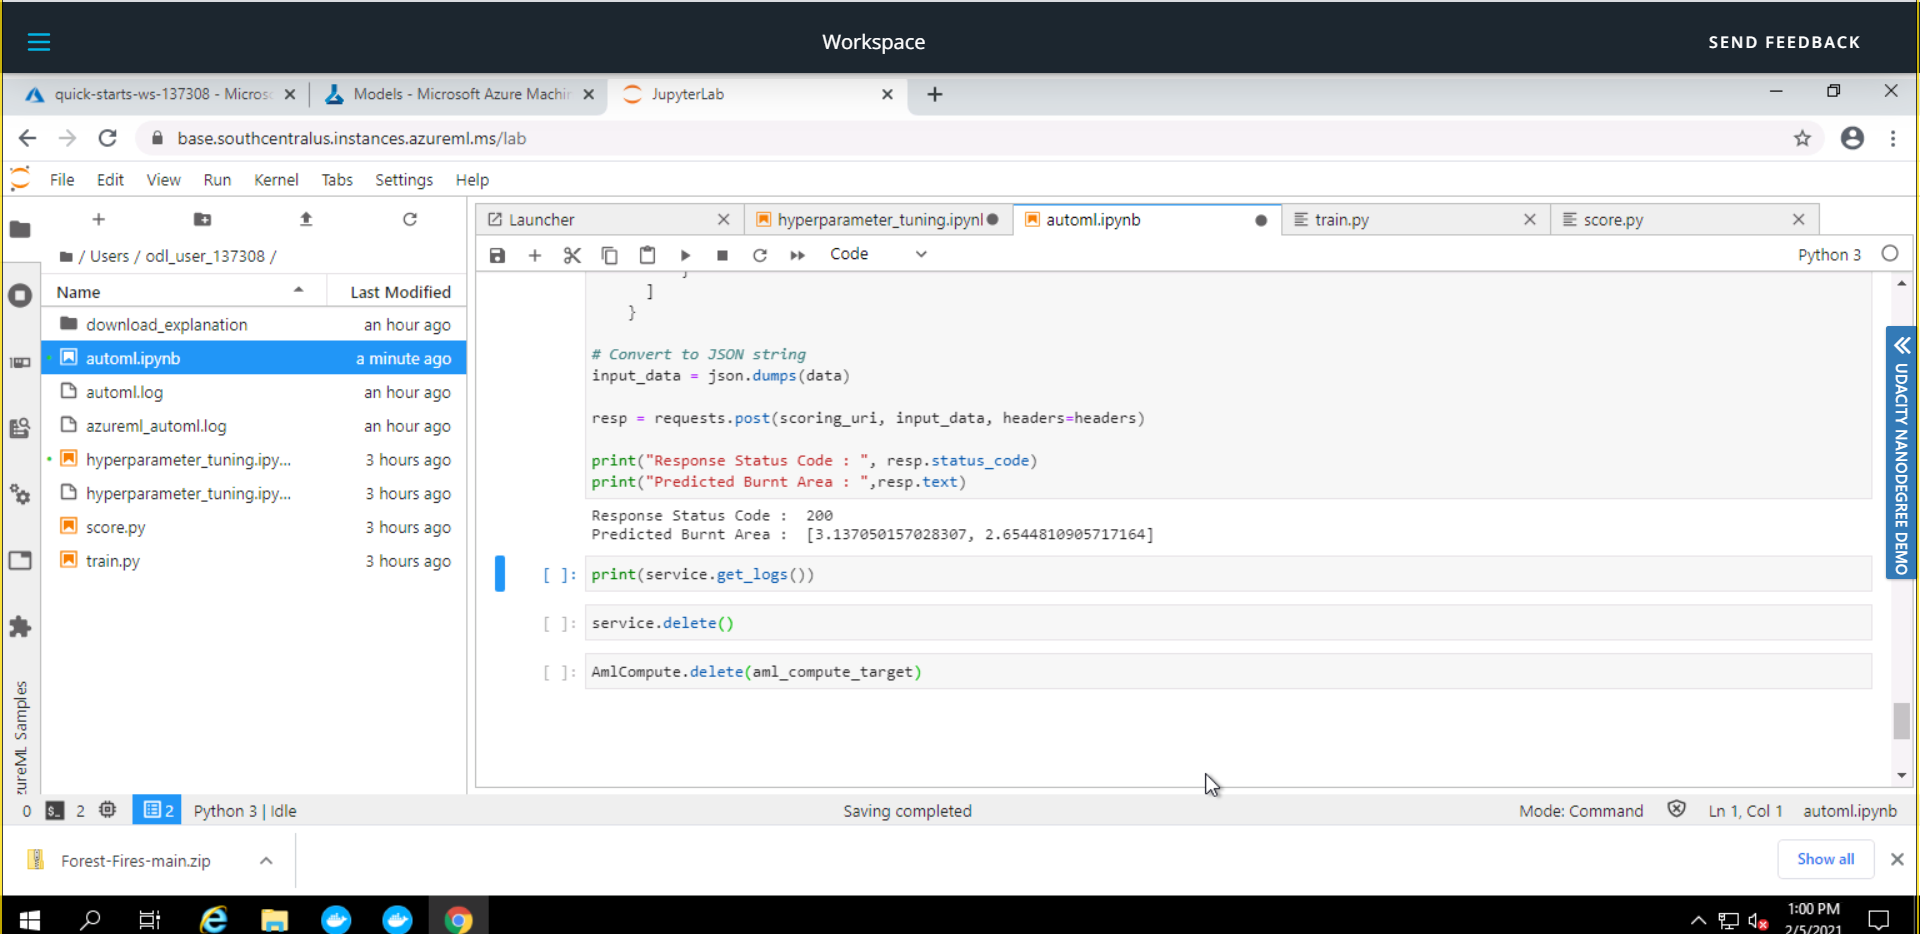 Workspace
SEND FEEDBACK
quick-starts-ws-137308 - Micros
Models - Microsoft Azure Machin
JupyterLab
base.southcentralus.instances.azureml.ms/lab
File Edit View Run Kernel Tabs Settings Help
Launcher
hyperparameter_tuning.ipynl
automl.ipynb
train.py
score.py
Code
Python 3
/ Users / odl_user_137308 /
Name Last Modified
download_explanation an hour ago
automl.ipynb a minute ago
automl.log an hour ago
azureml_automl.log an hour ago
hyperparameter_tuning.ipy... 3 hours ago
hyperparameter_tuning.ipy... 3 hours ago
score.py 3 hours ago
train.py 3 hours ago
zureML Samples
}
]
}
# Convert to JSON string
input_data = json.dumps(data)
resp = requests.post(scoring_uri, input_data, headers=headers)
print("Response Status Code : ", resp.status_code)
print("Predicted Burnt Area : ",resp.text)
Response Status Code :  200
Predicted Burnt Area :  [3.137050157028307, 2.6544810905717164]
[ ]: print(service.get_logs())
[ ]: service.delete()
[ ]: AmlCompute.delete(aml_compute_target)
UDACITY NANODEGREE DEMO
0 $_ 2 2 Python 3 | Idle
Saving completed
Mode: Command Ln 1, Col 1 automl.ipynb
Forest-Fires-main.zip
Show all
1:00 PM
2/5/2021